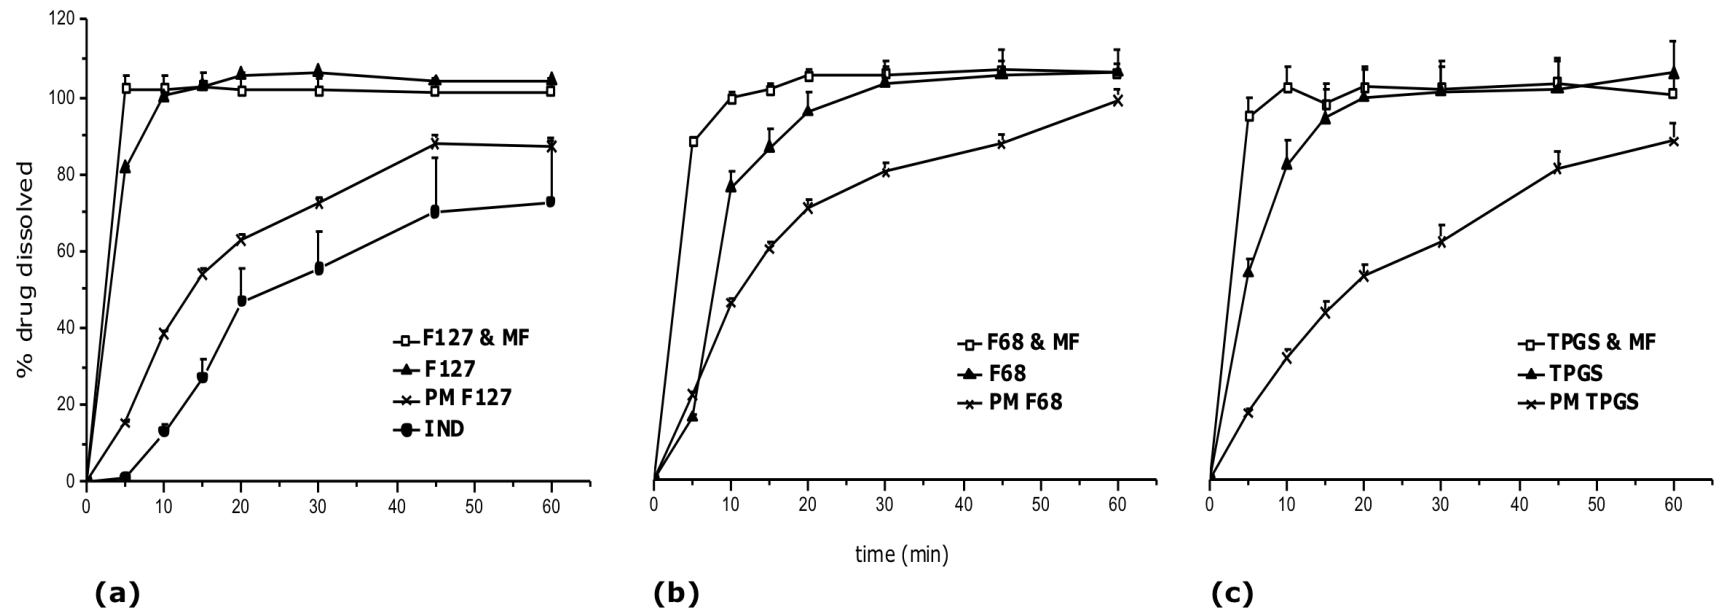 120
100
80
60
40
20
0
% drug dissolved
F127 & MF
F127
PM F127
IND
0 10 20 30 40 50 60
(a)
F68 & MF
F68
PM F68
0 10 20 30 40 50 60
time (min)
(b)
TPGS & MF
TPGS
PM TPGS
0 10 20 30 40 50 60
(c)